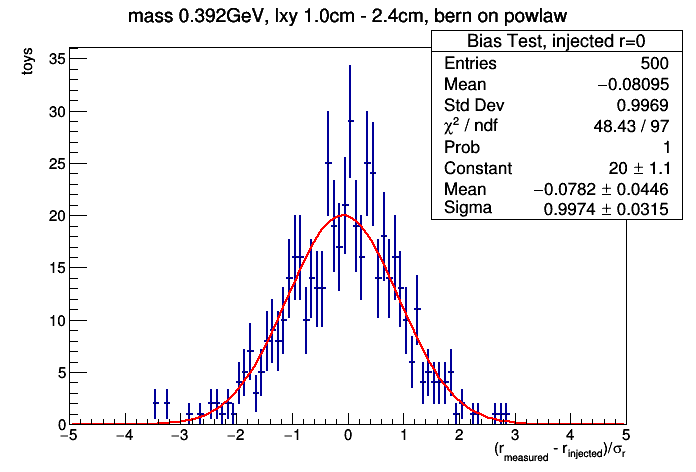 mass 0.392GeV, lxy 1.0cm - 2.4cm, bern on powlaw
Bias Test, injected r=0
Entries 500
Mean −0.08095
Std Dev 0.9969
χ² / ndf 48.43 / 97
Prob 1
Constant 20 ± 1.1
Mean −0.0782 ± 0.0446
Sigma 0.9974 ± 0.0315
toys
35
30
25
20
15
10
5
0
−5 −4 −3 −2 −1 0 1 2 3 4 5
(r_measured - r_injected)/σ_r